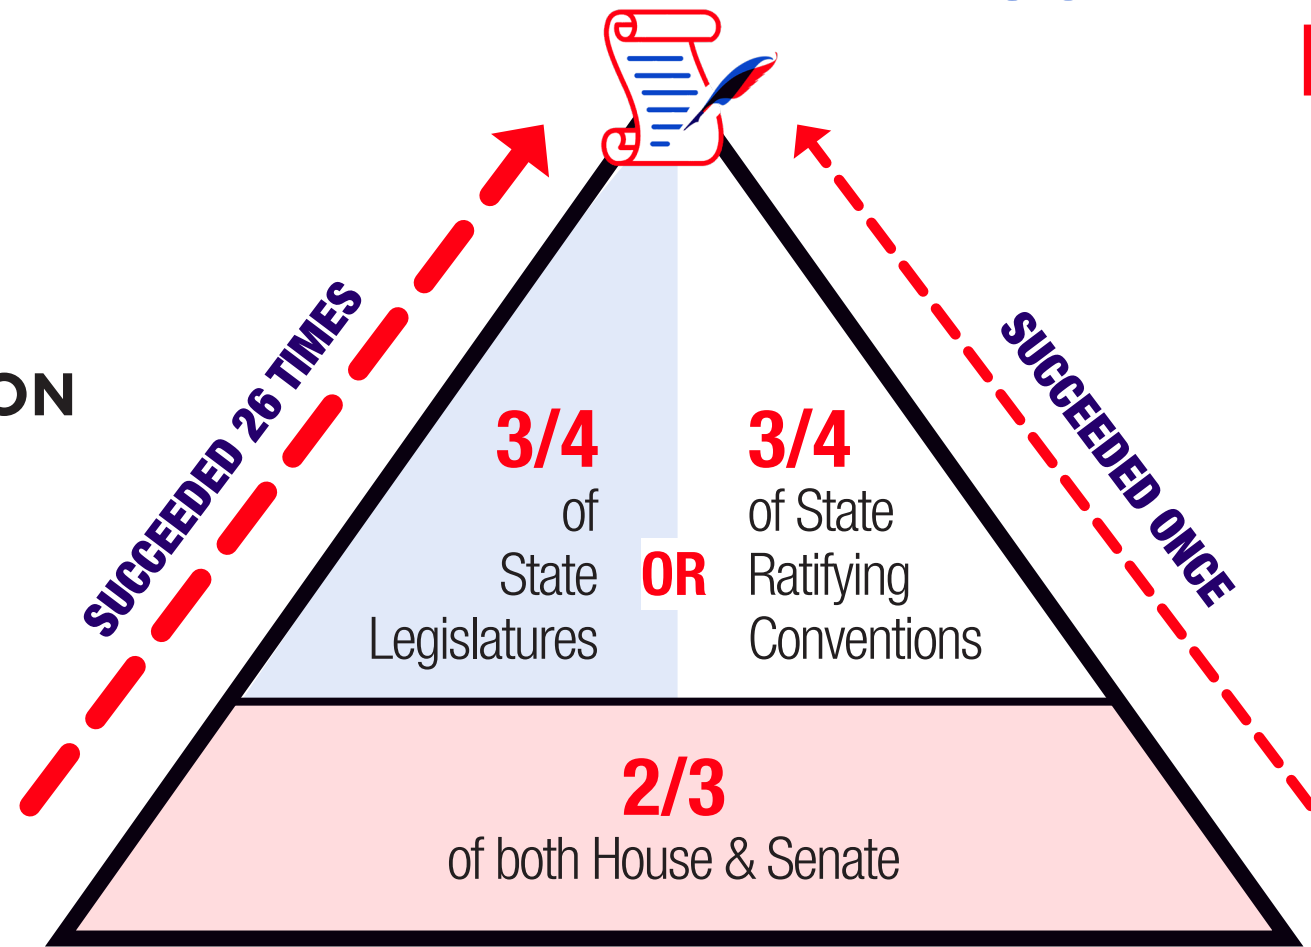 ON
SUCCEEDED 26 TIMES
SUCCEEDED ONCE
3/4
of
State
Legislatures
OR
3/4
of State
Ratifying
Conventions
2/3
of both House & Senate